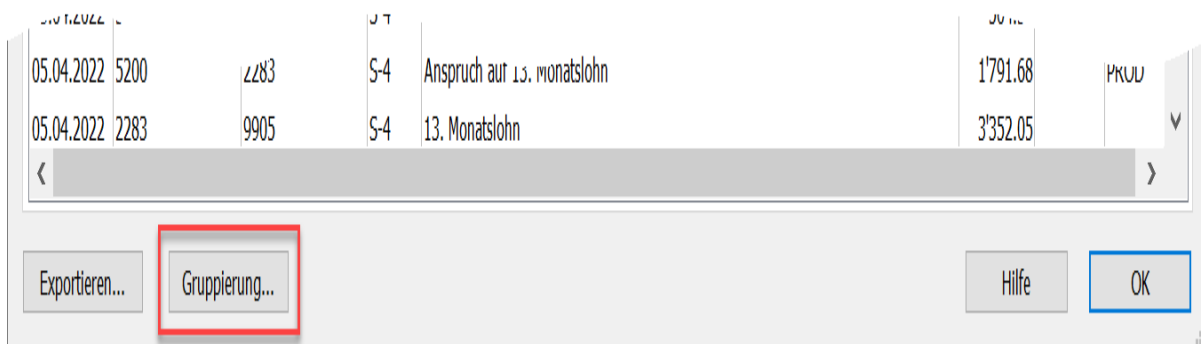 05.04.2022 5200 2283 S-4 Anspruch auf 13. Monatslohn 1'791.68 PROD
05.04.2022 2283 9905 S-4 13. Monatslohn 3'352.05
Exportieren... Gruppierung... Hilfe OK